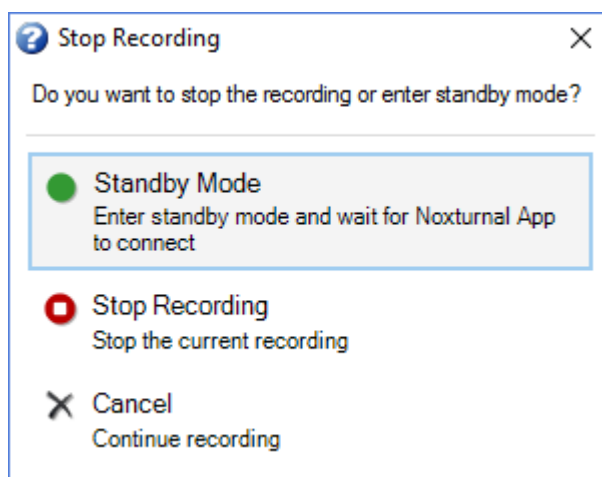 Stop Recording
Do you want to stop the recording or enter standby mode?
Standby Mode
Enter standby mode and wait for Noxturnal App
to connect
Stop Recording
Stop the current recording
Cancel
Continue recording